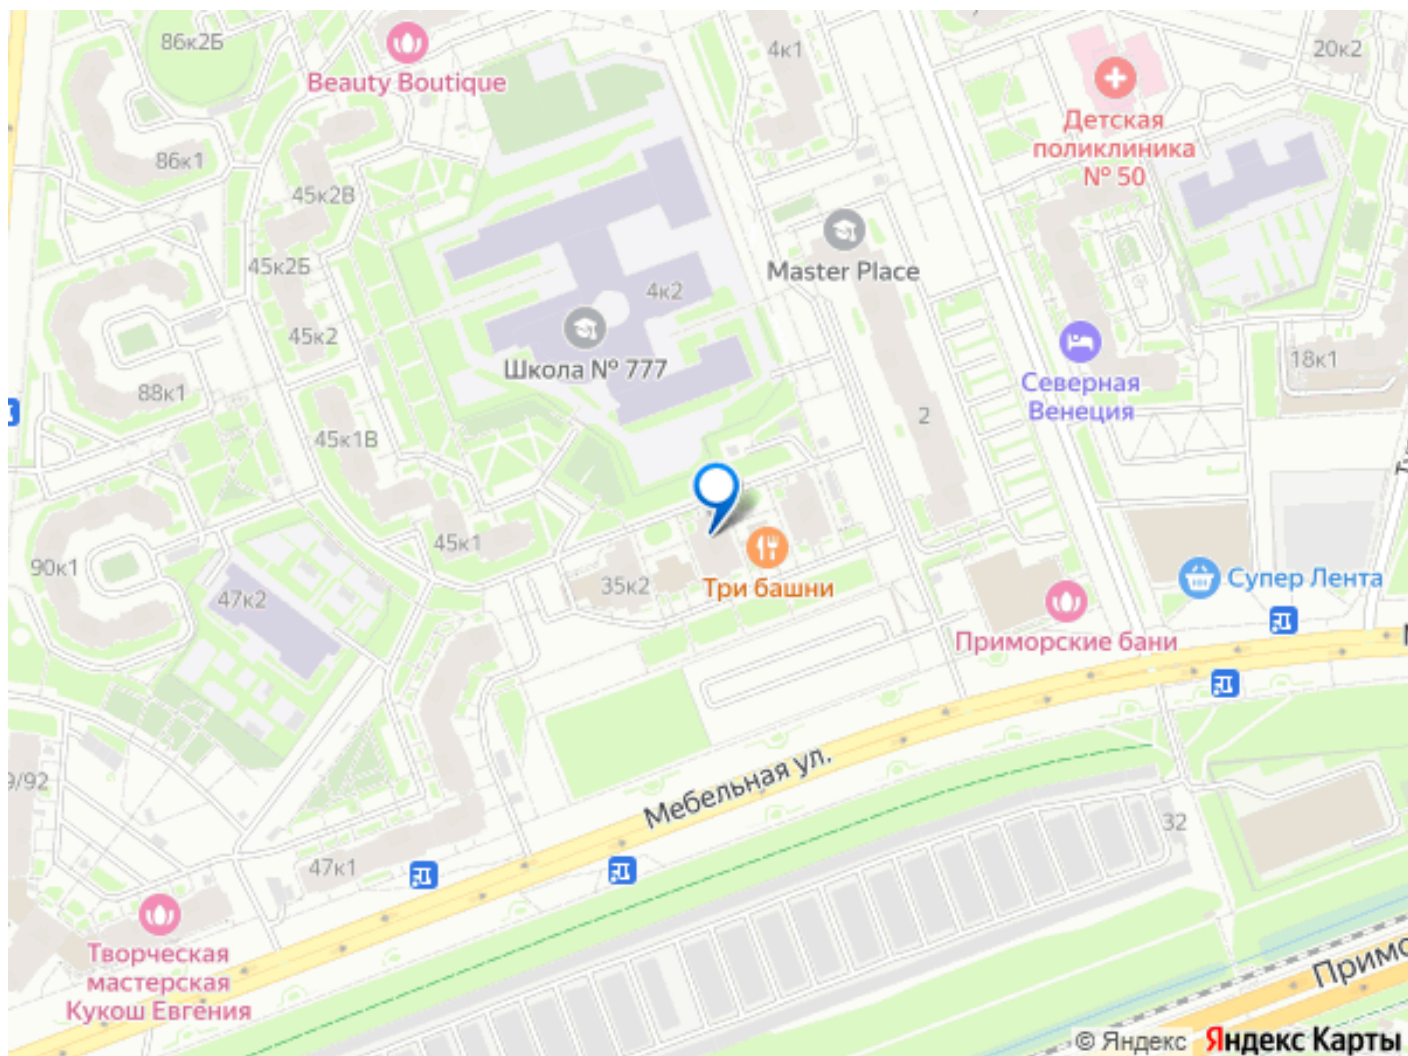 86к2Б
Beauty Boutique
4к1
20к2
Детская
поликлиника
№ 50
86к1
45к2В
45к2Б
Master Place
4к2
45к2
Школа № 777
18к1
Северная
Венеция
88к1
2
45к1В
45к1
90к1
35к2
Три башни
47к2
Супер Лента
Приморские бани
9/92
Мебельная ул.
32
47к1
Творческая
мастерская
Кукош Евгения
Примо
© Яндекс Яндекс Карты